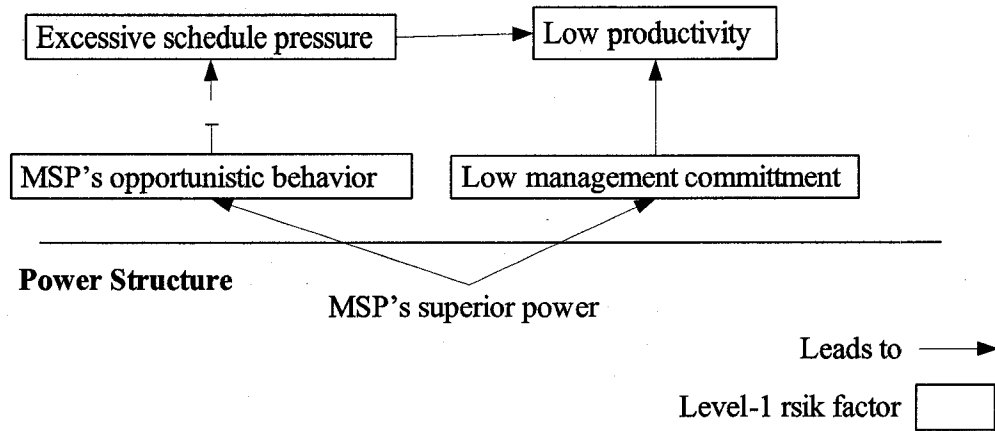 Excessive schedule pressure
Low productivity
MSP's opportunistic behavior
Low management committment
Power Structure
MSP's superior power
Leads to
Level-1 rsik factor